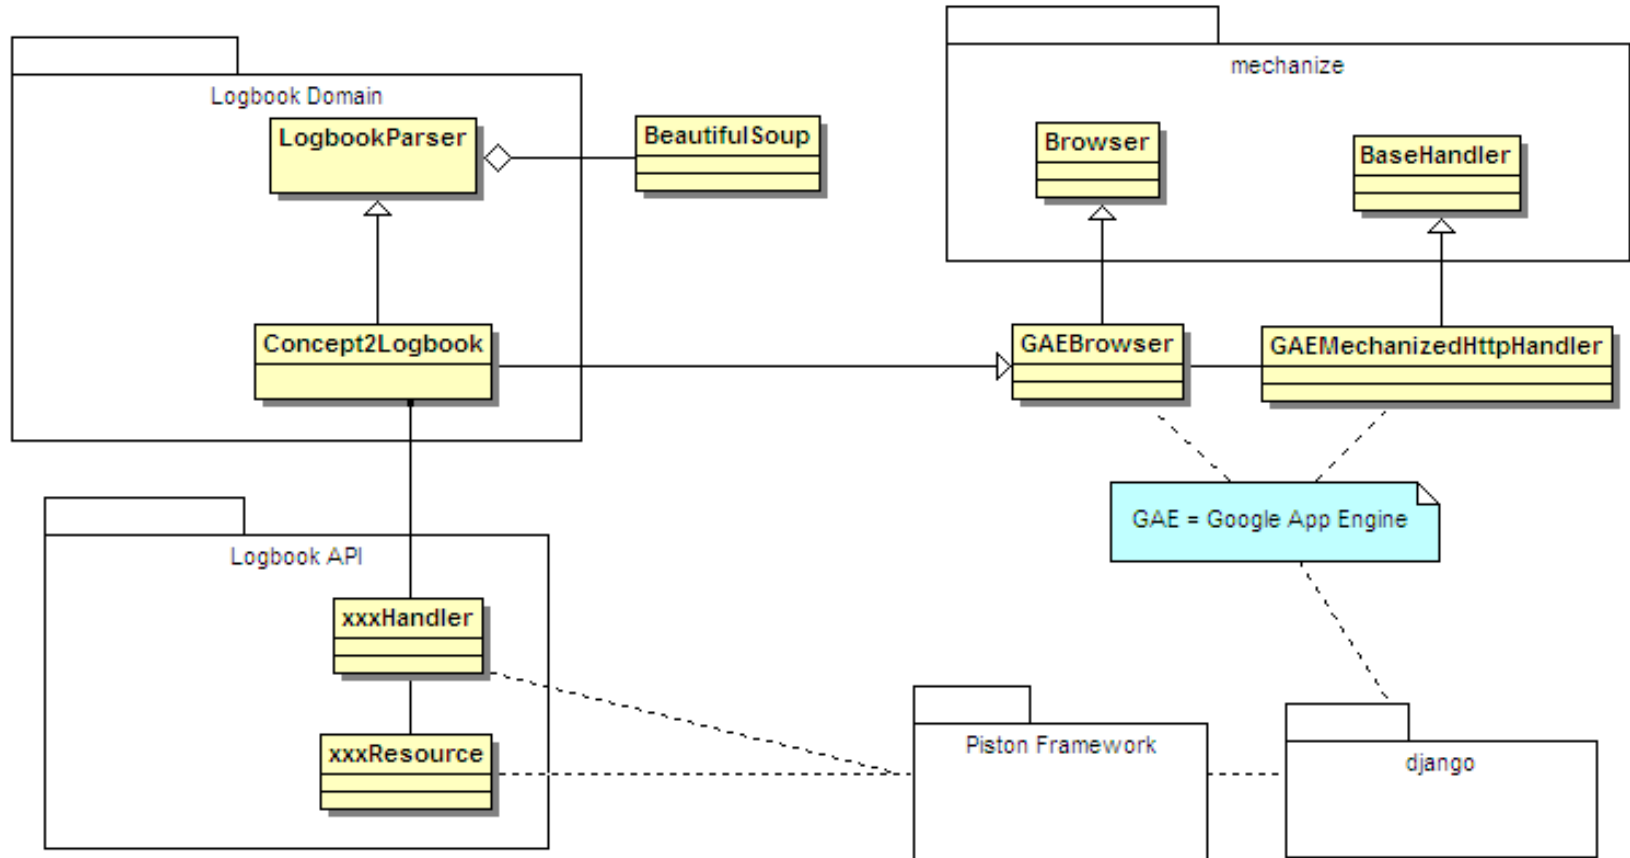 mechanize
Logbook Domain
LogbookParser
BeautifulSoup
Browser
BaseHandler
Concept2Logbook
GAEBrowser
GAEMechanizedHttpHandler
GAE = Google App Engine
Logbook API
xxxHandler
xxxResource
Piston Framework
django